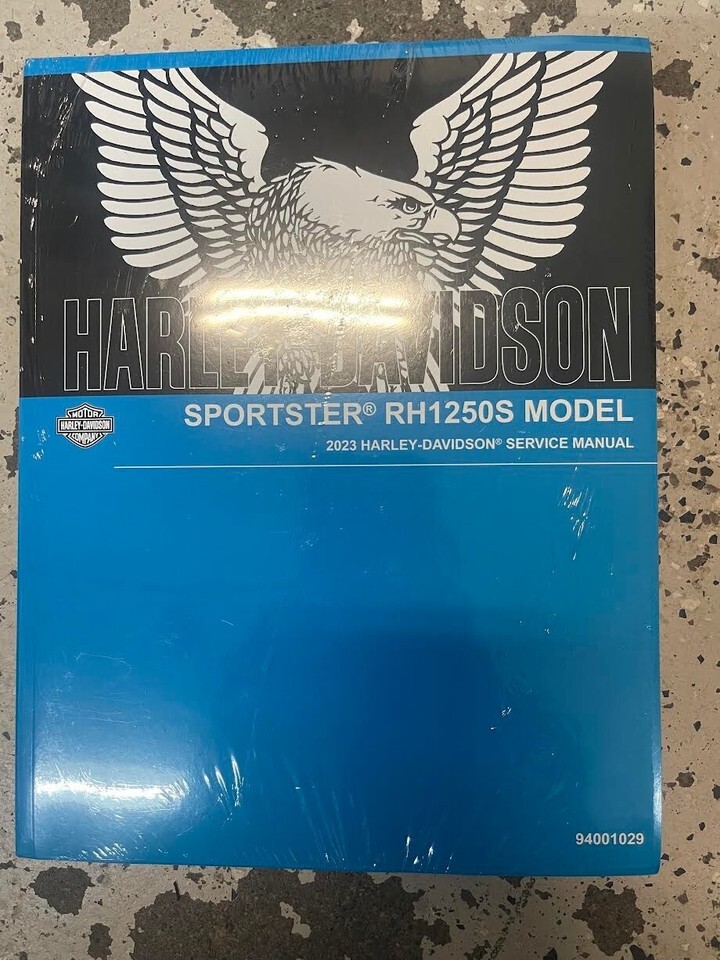 HARLEY-DAVIDSON
SPORTSTER® RH1250S MODEL
MOTOR
HARLEY-DAVIDSON
COMPANY
2023 HARLEY-DAVIDSON® SERVICE MANUAL
94001029